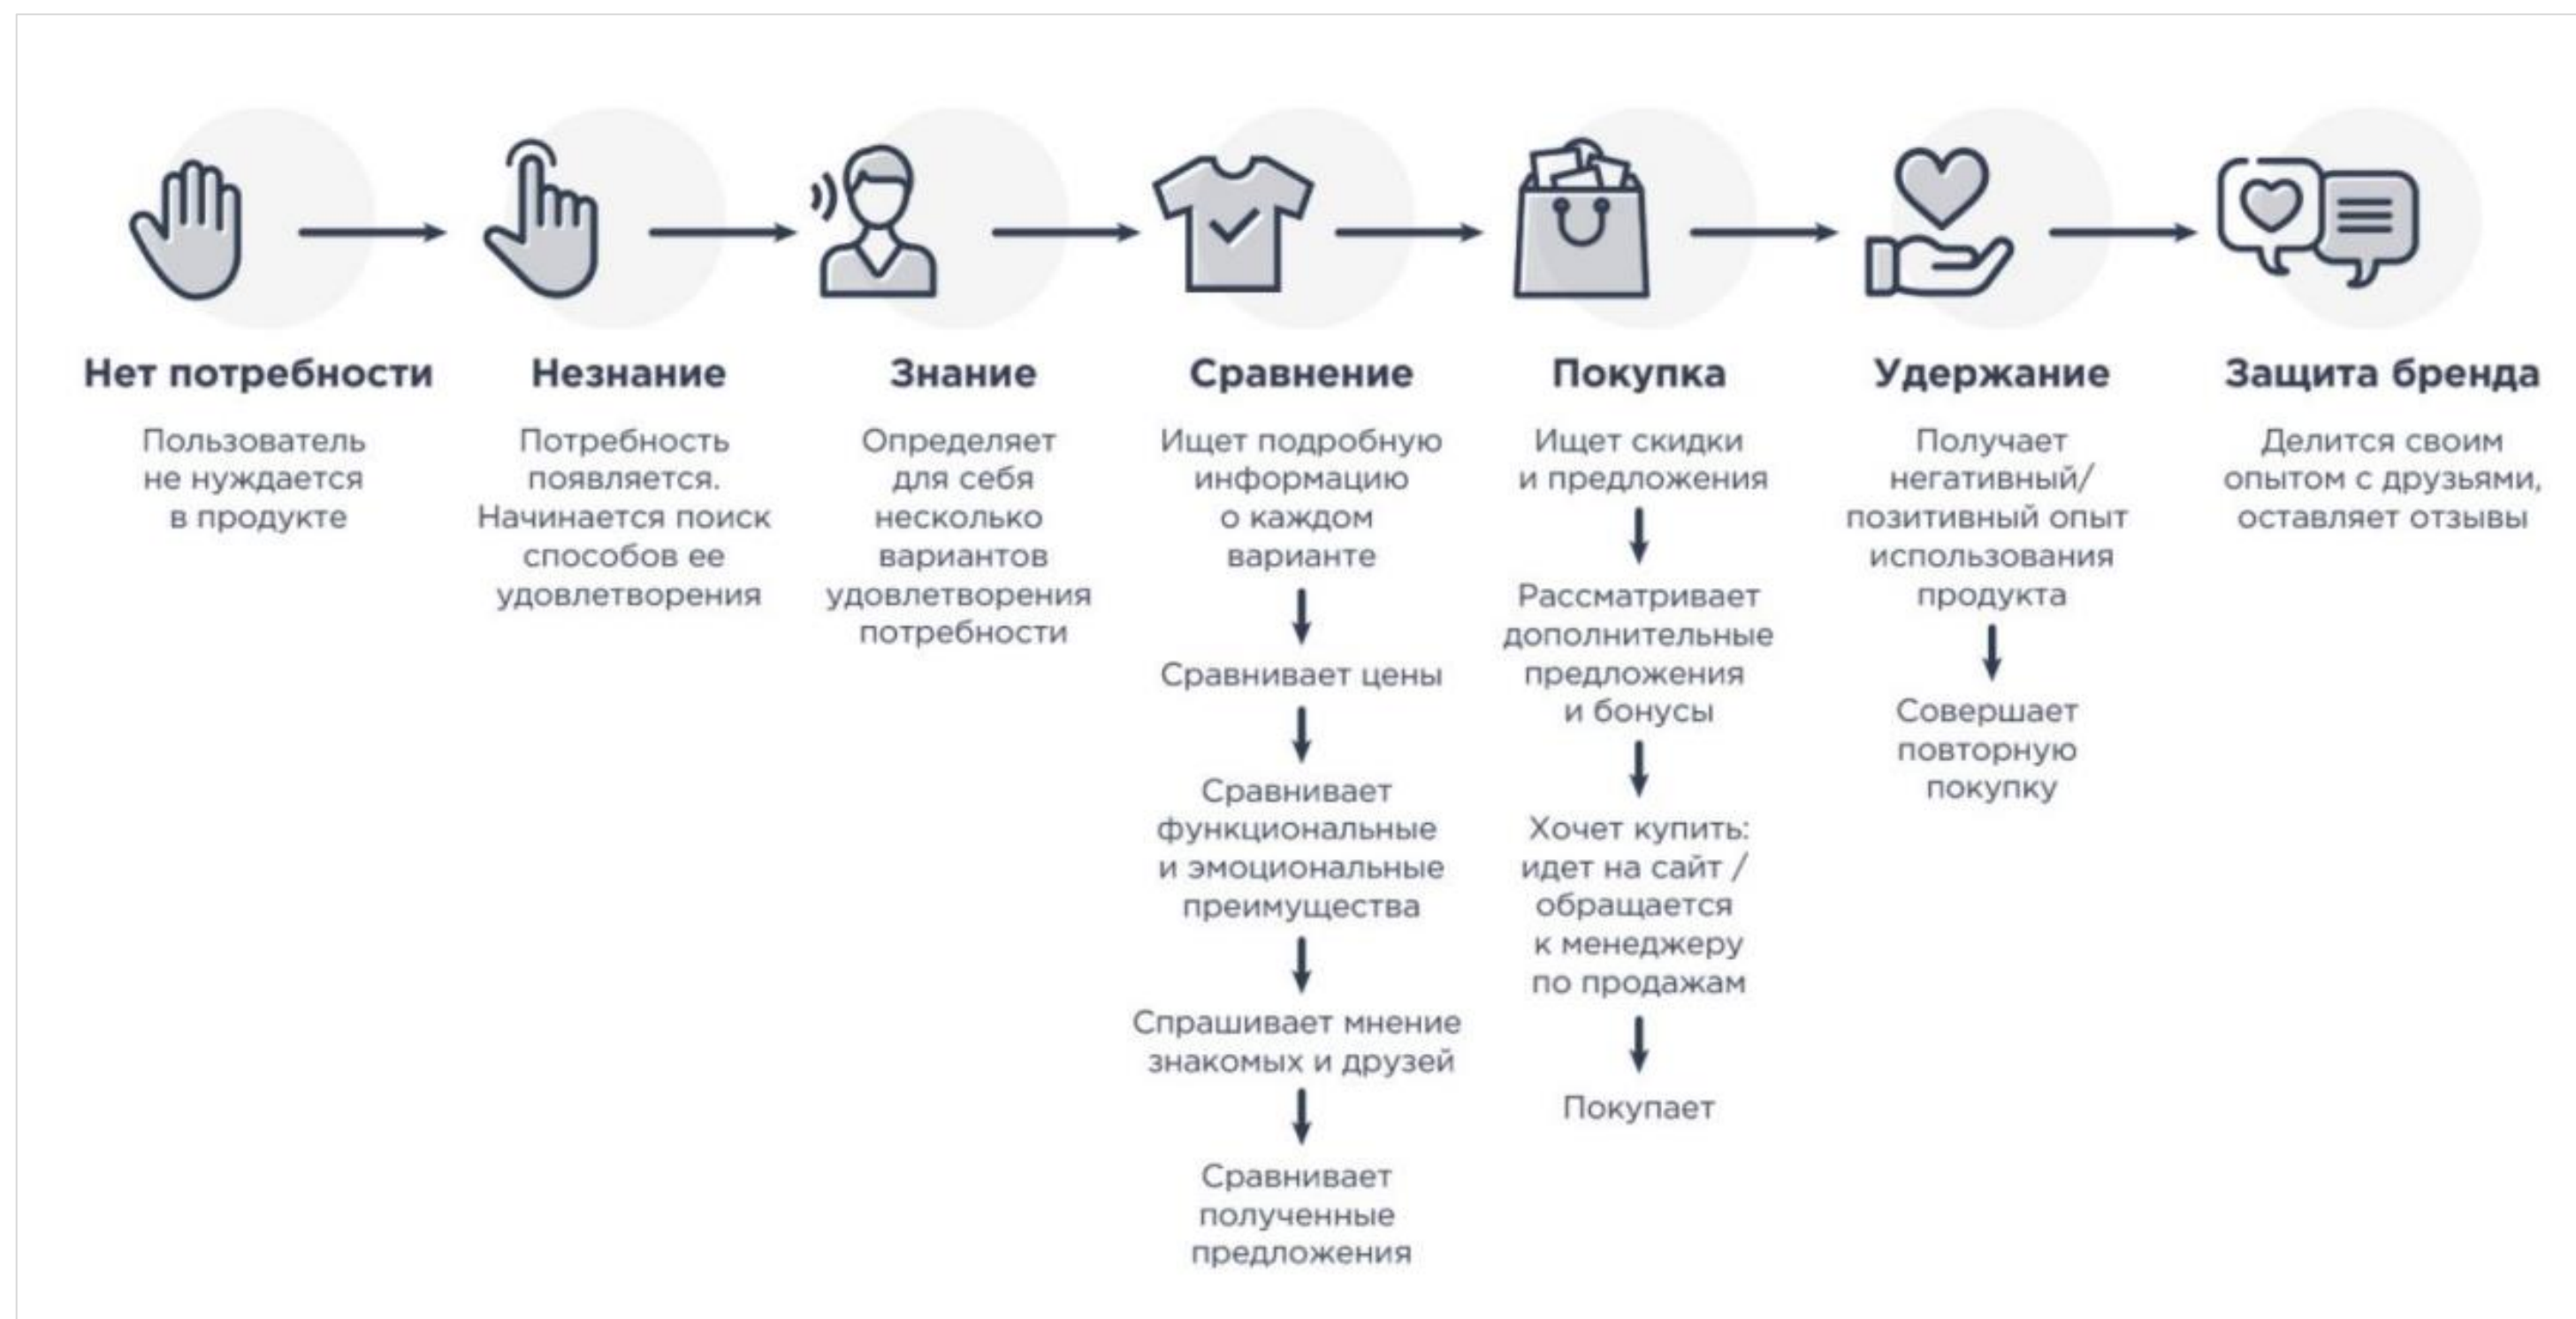 Нет потребности
Пользователь
не нуждается
в продукте
Незнание
Потребность
появляется.
Начинается поиск
способов ее
удовлетворения
Знание
Определяет
для себя
несколько
вариантов
удовлетворения
потребности
Сравнение
Ищет подробную
информацию
о каждом
варианте
Сравнивает цены
Сравнивает
функциональные
и эмоциональные
преимущества
Спрашивает мнение
знакомых и друзей
Сравнивает
полученные
предложения
Покупка
Ищет скидки
и предложения
Рассматривает
дополнительные
предложения
и бонусы
Хочет купить:
идет на сайт /
обращается
к менеджеру
по продажам
Покупает
Удержание
Получает
негативный/
позитивный опыт
использования
продукта
Совершает
повторную
покупку
Защита бренда
Делится своим
опытом с друзьями,
оставляет отзывы